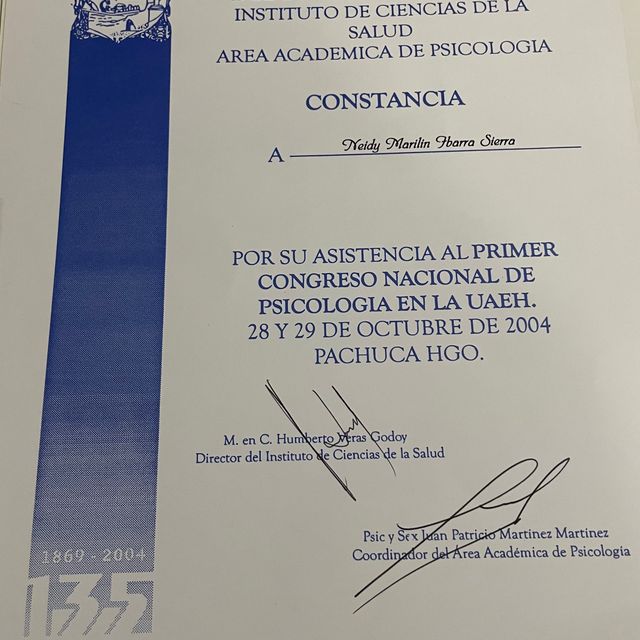 INSTITUTO DE CIENCIAS DE LA
SALUD
AREA ACADEMICA DE PSICOLOGIA
CONSTANCIA
A Neidy Marilin Ibarra Sierra
POR SU ASISTENCIA AL PRIMER
CONGRESO NACIONAL DE
PSICOLOGIA EN LA UAEH.
28 Y 29 DE OCTUBRE DE 2004
PACHUCA HGO.
M. en C. Humberto Veras Godoy
Director del Instituto de Ciencias de la Salud
Psic y Sex Juan Patricio Martinez Martinez
Coordinador del Area Académica de Psicología
1869 - 2004
135